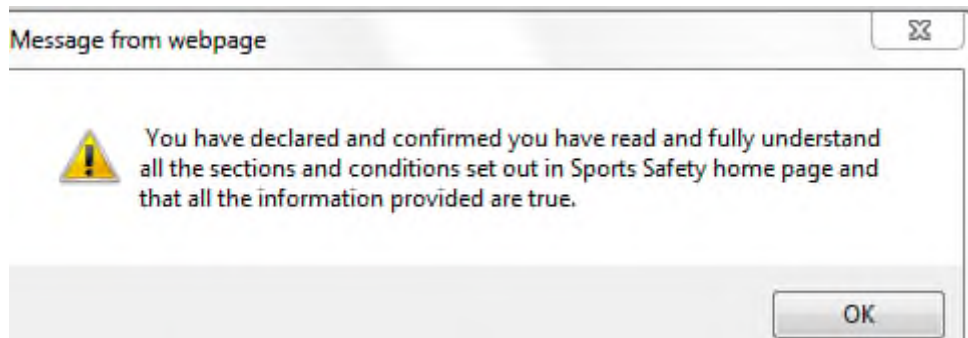 Message from webpage
You have declared and confirmed you have read and fully understand
all the sections and conditions set out in Sports Safety home page and
that all the information provided are true.
OK